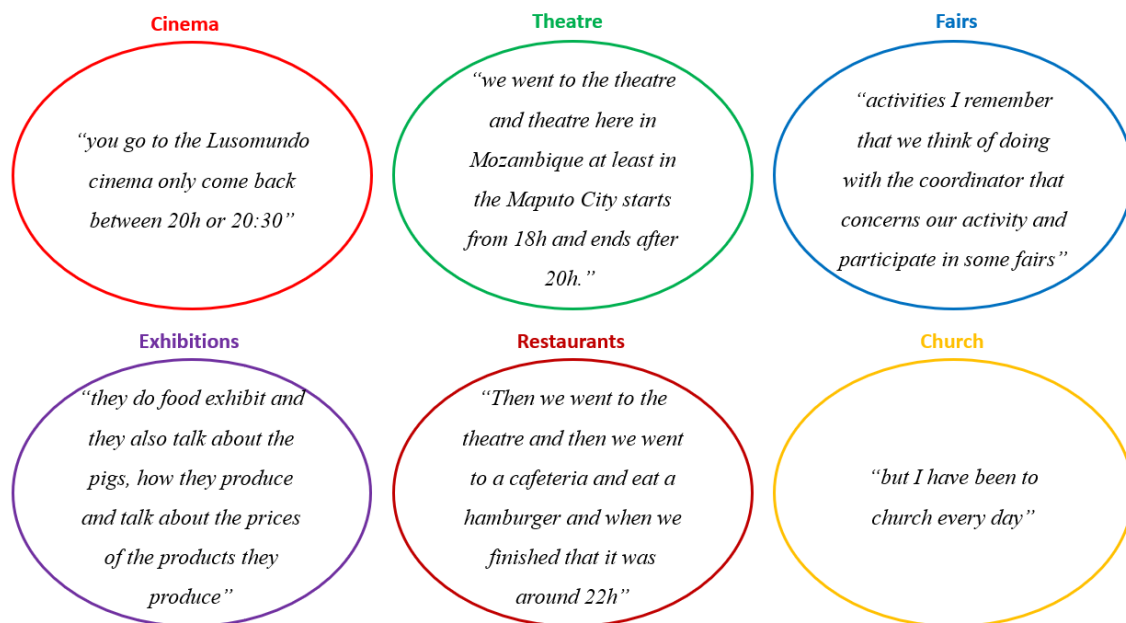 Cinema
“you go to the Lusomundo
cinema only come back
between 20h or 20:30”
Theatre
“we went to the theatre
and theatre here in
Mozambique at least in
the Maputo City starts
from 18h and ends after
20h.”
Fairs
“activities I remember
that we think of doing
with the coordinator that
concerns our activity and
participate in some fairs”
Exhibitions
“they do food exhibit and
they also talk about the
pigs, how they produce
and talk about the prices
of the products they
produce”
Restaurants
“Then we went to the
theatre and then we went
to a cafeteria and eat a
hamburger and when we
finished that it was
around 22h”
Church
“but I have been to
church every day”